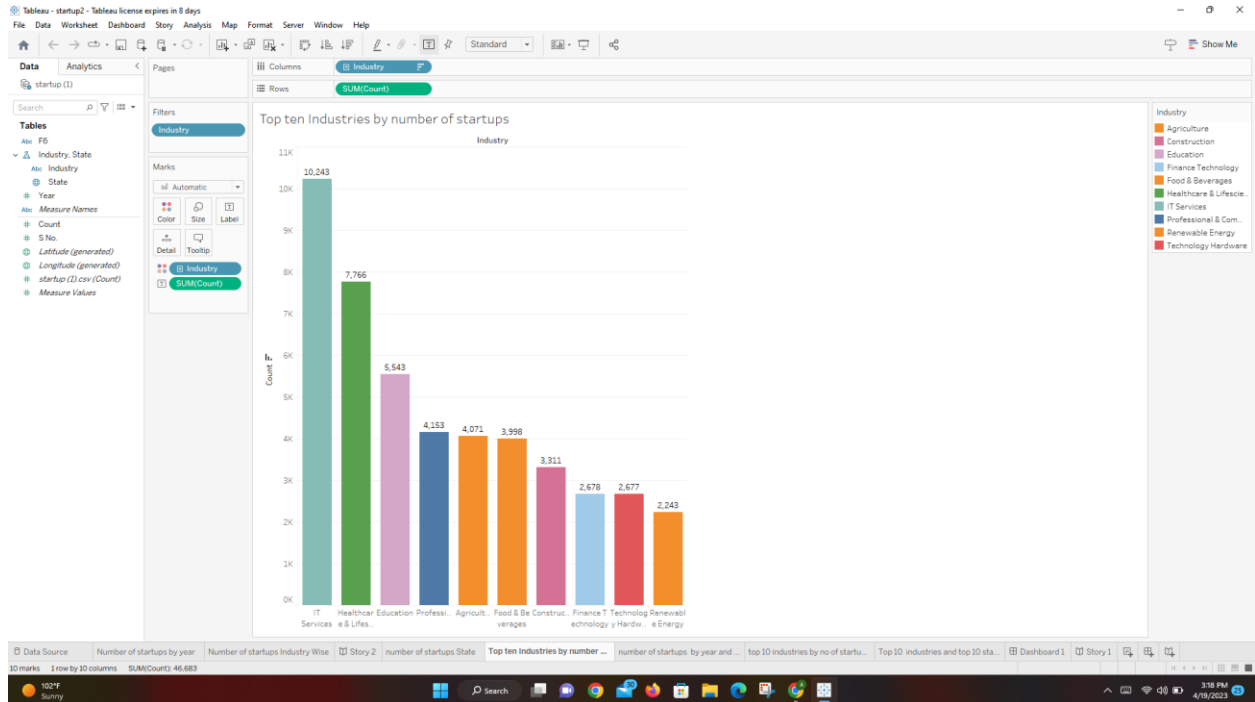 Tableau - startup2 - Tableau license expires in 8 days
File Data Worksheet Dashboard Story Analysis Map Format Server Window Help
Standard
Show Me
Data Analytics
startup (1)
Search
Tables
Abc F6
Industry, State
Abc Industry
State
# Year
Abc Measure Names
# Count
# S No.
Latitude (generated)
Longitude (generated)
# startup (1).csv (Count)
# Measure Values
Pages
Filters
Industry
Marks
Automatic
Color Size Label
Detail Tooltip
Industry
SUM(Count)
Columns Industry
Rows SUM(Count)
Top ten Industries by number of startups
Industry
Count
11K
10K
9K
8K
7K
6K
5K
4K
3K
2K
1K
0K
10,243
7,766
5,543
4,153
4,071
3,998
3,311
2,678
2,677
2,243
IT
Services
Healthcar
e & Lifes..
Education
Professi..
Agricult..
Food & Be
verages
Construc..
Finance T
echnology
Technolog
y Hardw..
Renewabl
e Energy
Industry
Agriculture
Construction
Education
Finance Technology
Food & Beverages
Healthcare & Lifescie..
IT Services
Professional & Com..
Renewable Energy
Technology Hardware
Data Source Number of startups by year Number of startups Industry Wise Story 2 number of startups State Top ten Industries by number ... number of startups by year and ... top 10 industries by no of startu... Top 10 industries and top 10 sta... Dashboard 1 Story 1
10 marks 1 row by 10 columns SUM(Count): 46,683
102°F
Sunny
Search
30
3:18 PM
4/19/2023